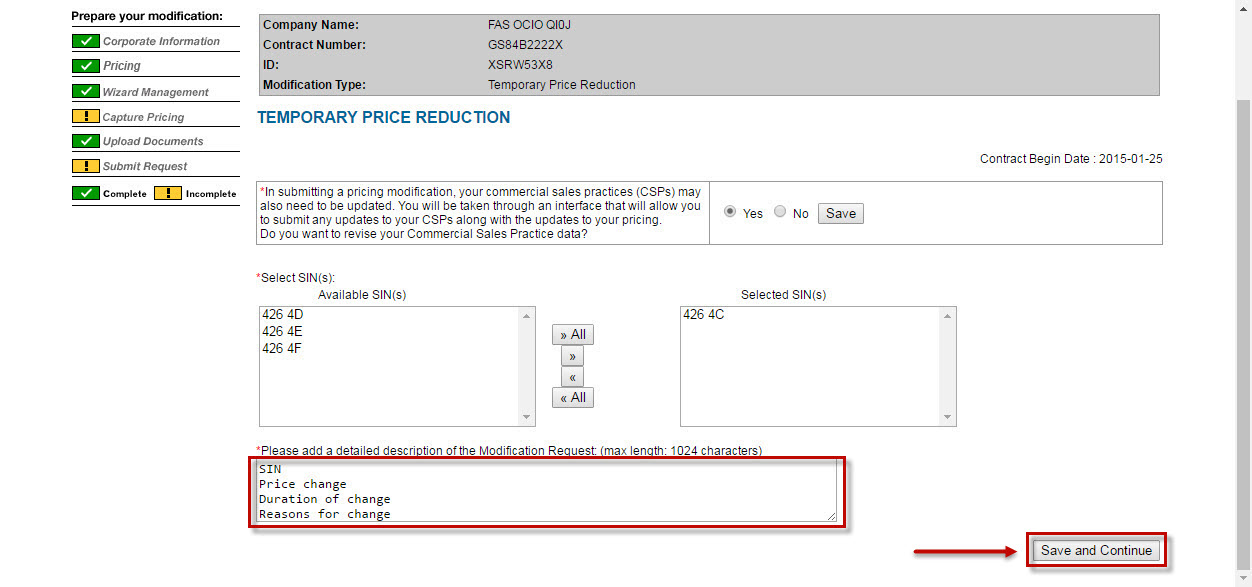 Prepare your modification:
Corporate Information
Pricing
Wizard Management
! Capture Pricing
Upload Documents
! Submit Request
Complete ! Incomplete
Company Name: FAS OCIO QI0J
Contract Number: GS84B2222X
ID: XSRW53X8
Modification Type: Temporary Price Reduction
TEMPORARY PRICE REDUCTION
Contract Begin Date : 2015-01-25
*In submitting a pricing modification, your commercial sales practices (CSPs) may
also need to be updated. You will be taken through an interface that will allow you
to submit any updates to your CSPs along with the updates to your pricing.
Do you want to revise your Commercial Sales Practice data?
Yes No Save
*Select SIN(s):
Available SIN(s)
426 4D
426 4E
426 4F
» All
»
«
« All
Selected SIN(s)
426 4C
*Please add a detailed description of the Modification Request: (max length: 1024 characters)
SIN
Price change
Duration of change
Reasons for change
Save and Continue